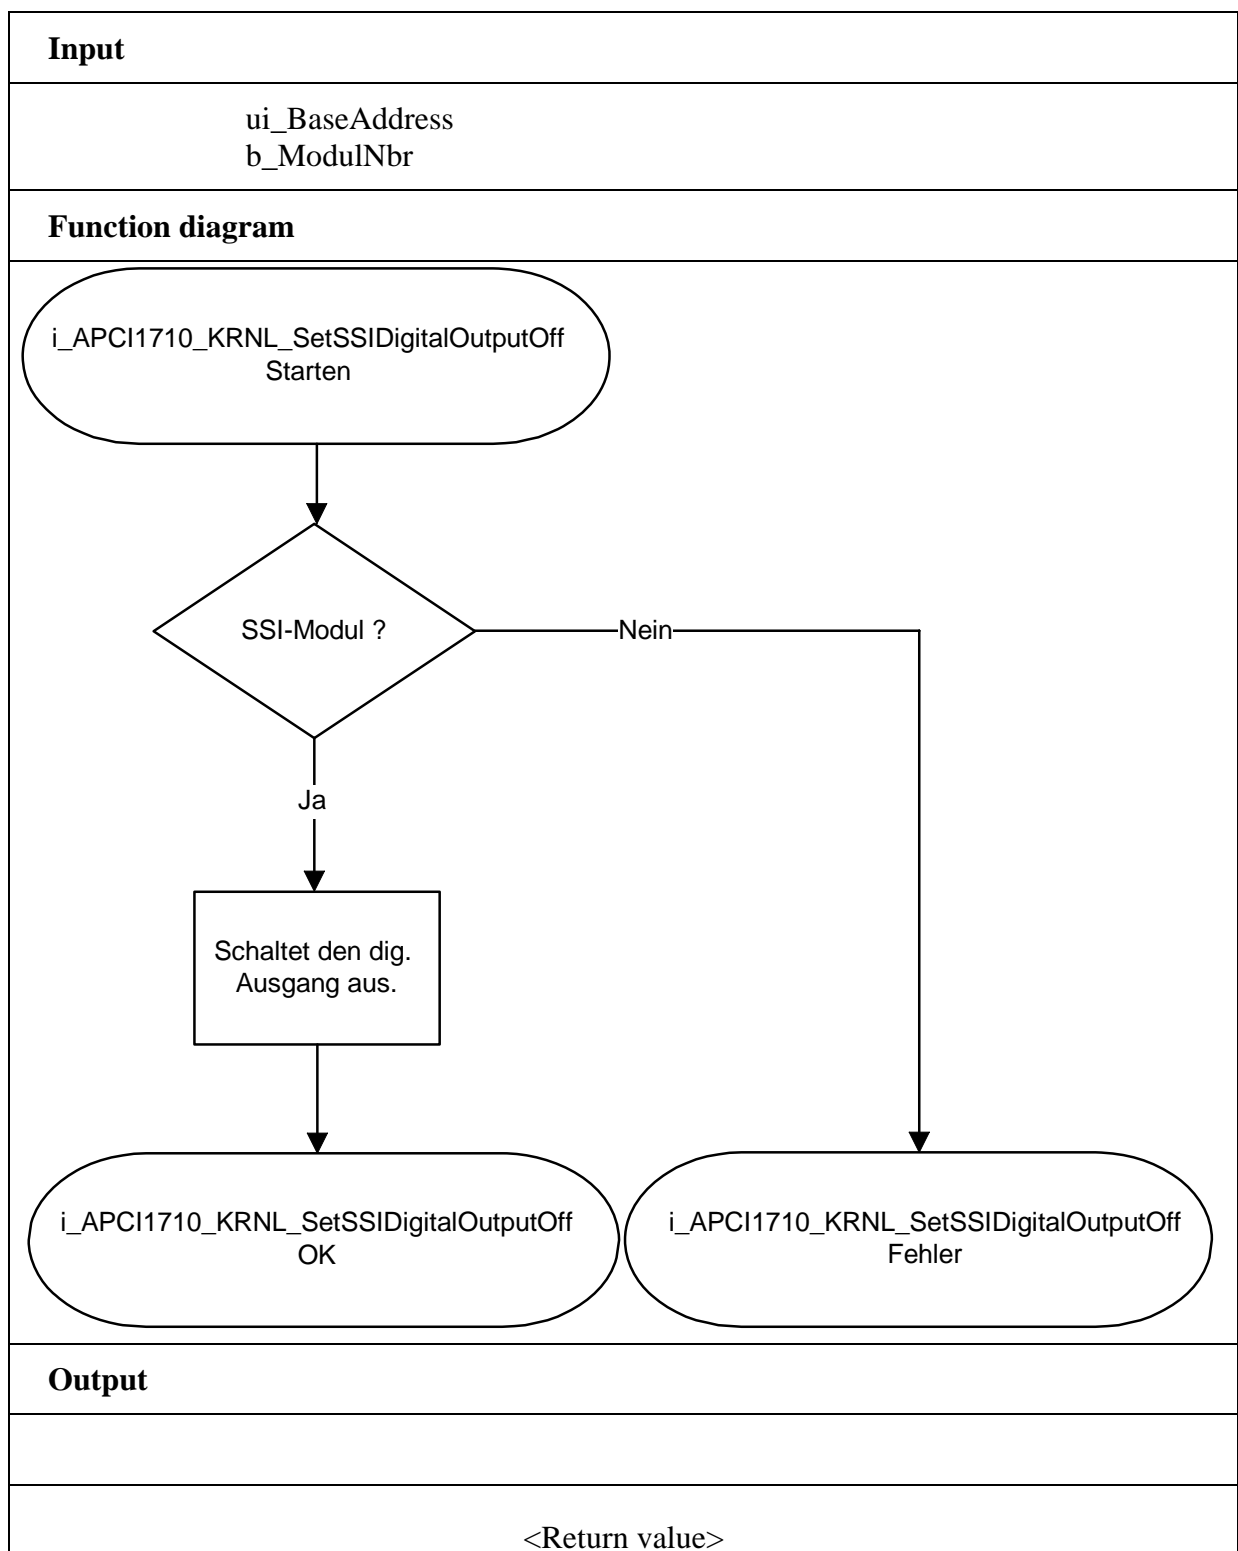 Input
ui_BaseAddress
b_ModulNbr
Function diagram
i_APCI1710_KRNL_SetSSIDigitalOutputOff
Starten
SSI-Modul ?
Nein
Ja
Schaltet den dig.
Ausgang aus.
i_APCI1710_KRNL_SetSSIDigitalOutputOff
OK
i_APCI1710_KRNL_SetSSIDigitalOutputOff
Fehler
Output
<Return value>